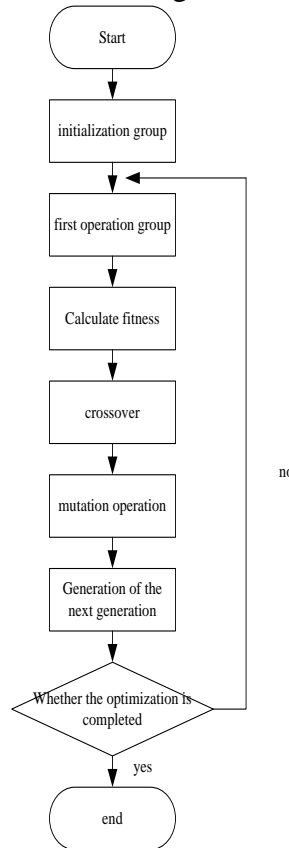 Start
initialization group
first operation group
Calculate fitness
crossover
mutation operation
no
Generation of the
next generation
Whether the optimization is
completed
yes
end